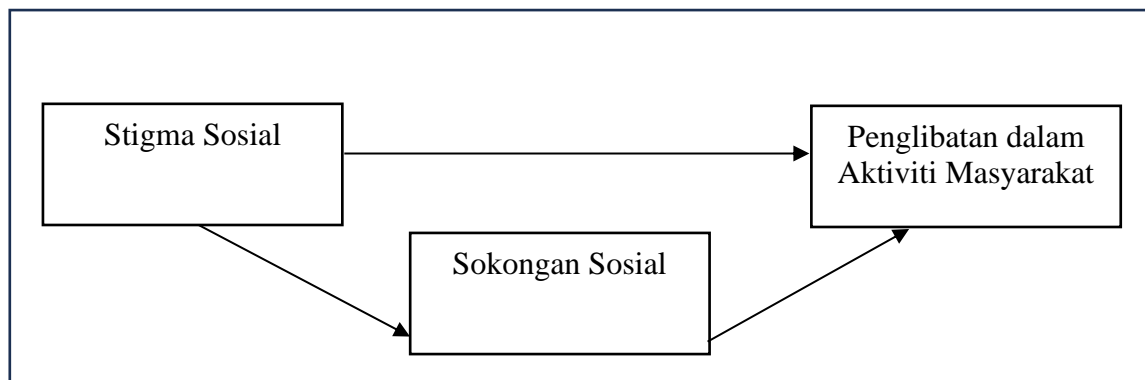 Stigma Sosial
Penglibatan dalam
Aktiviti Masyarakat
Sokongan Sosial